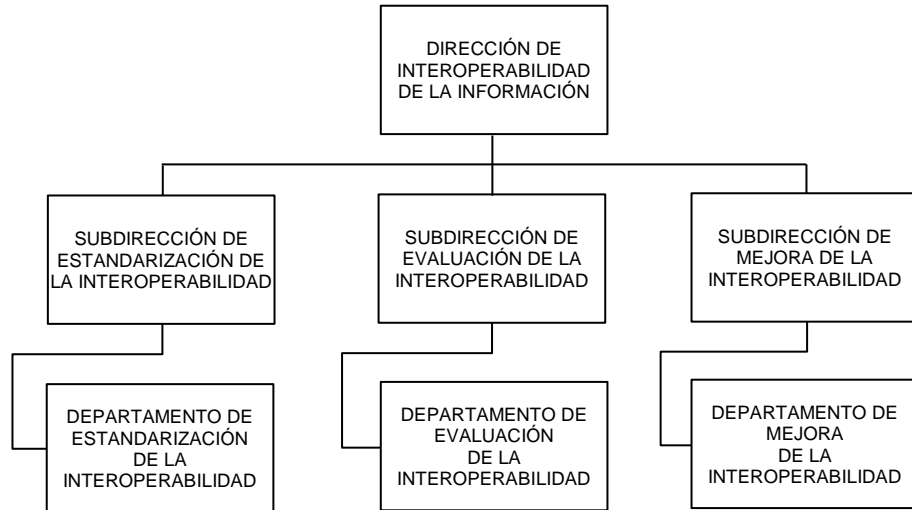 DIRECCIÓN DE
INTEROPERABILIDAD
DE LA INFORMACIÓN
SUBDIRECCIÓN DE
ESTANDARIZACIÓN DE
LA INTEROPERABILIDAD
SUBDIRECCIÓN DE
EVALUACIÓN DE LA
INTEROPERABILIDAD
SUBDIRECCIÓN DE
MEJORA DE LA
INTEROPERABILIDAD
DEPARTAMENTO DE
ESTANDARIZACIÓN
DE LA
INTEROPERABILIDAD
DEPARTAMENTO DE
EVALUACIÓN
DE LA
INTEROPERABILIDAD
DEPARTAMENTO DE
MEJORA
DE LA
INTEROPERABILIDAD